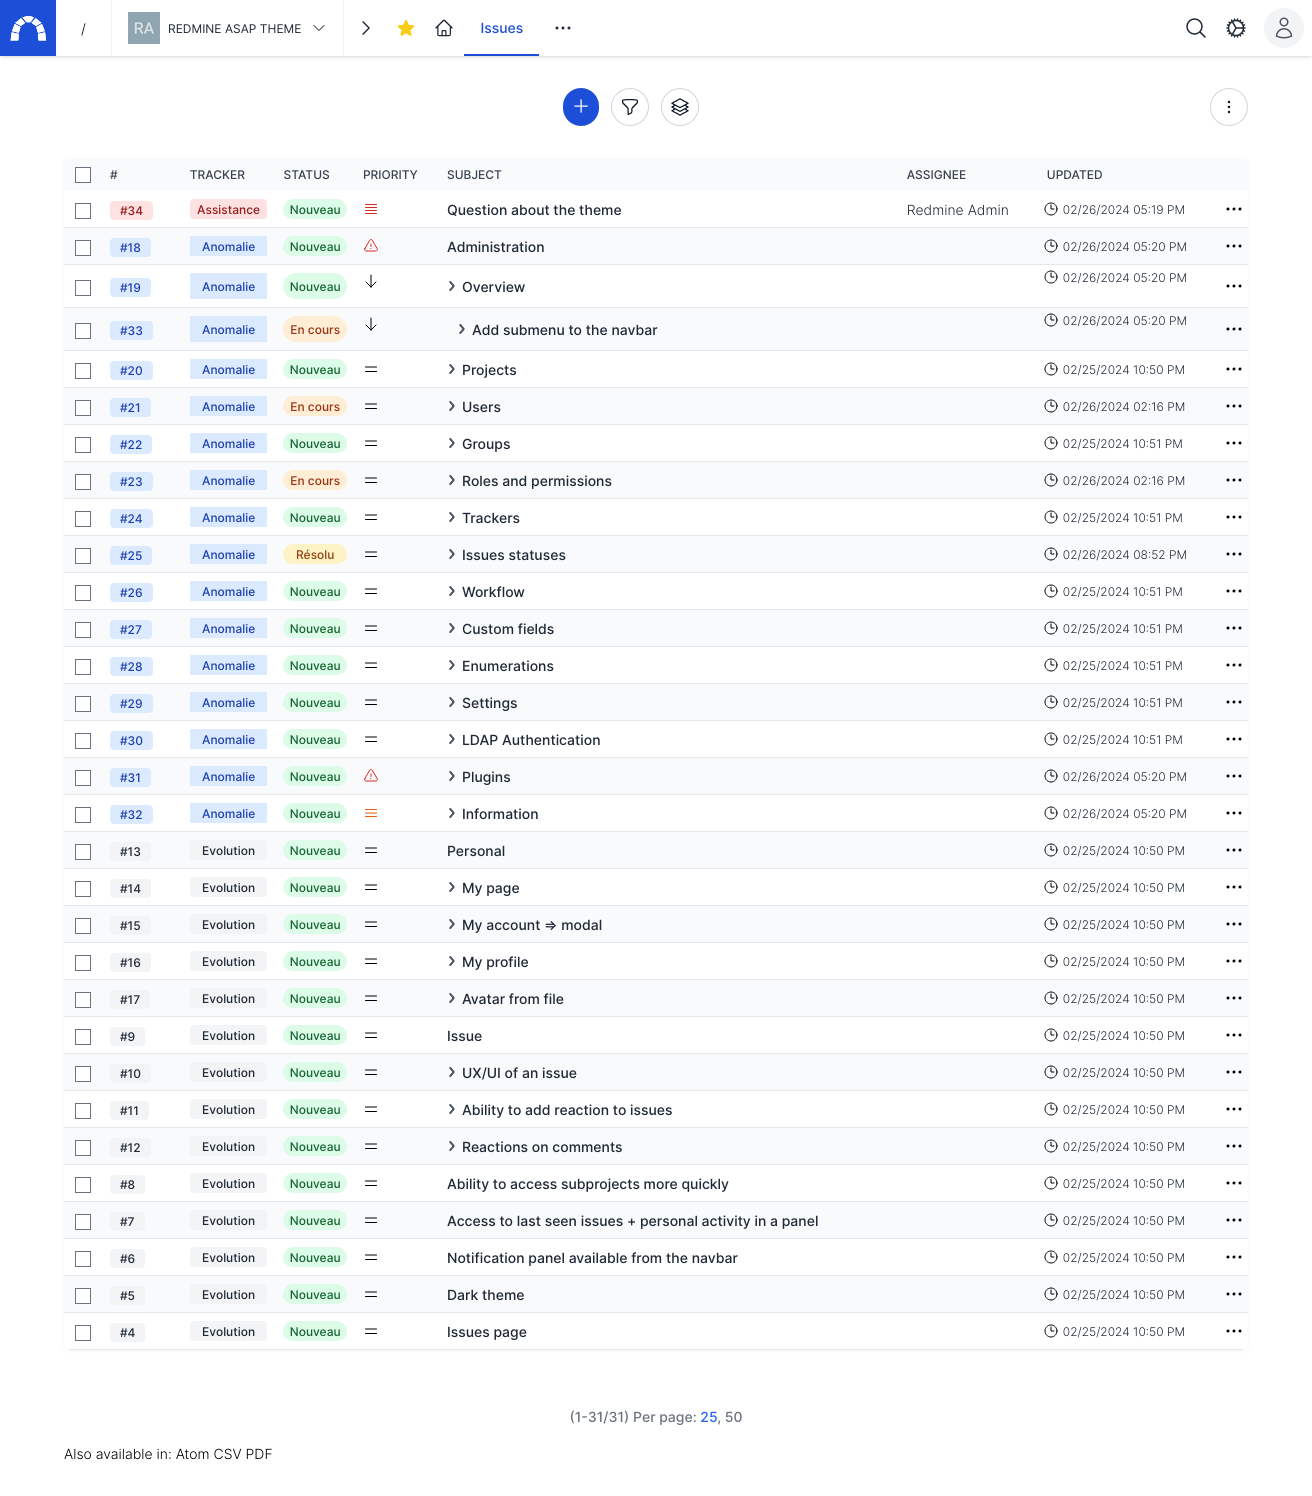 / RA REDMINE ASAP THEME Issues
# TRACKER STATUS PRIORITY SUBJECT ASSIGNEE UPDATED
#34 Assistance Nouveau Question about the theme Redmine Admin 02/26/2024 05:19 PM
#18 Anomalie Nouveau Administration 02/26/2024 05:20 PM
#19 Anomalie Nouveau Overview 02/26/2024 05:20 PM
#33 Anomalie En cours Add submenu to the navbar 02/26/2024 05:20 PM
#20 Anomalie Nouveau Projects 02/25/2024 10:50 PM
#21 Anomalie En cours Users 02/26/2024 02:16 PM
#22 Anomalie Nouveau Groups 02/25/2024 10:51 PM
#23 Anomalie En cours Roles and permissions 02/26/2024 02:16 PM
#24 Anomalie Nouveau Trackers 02/25/2024 10:51 PM
#25 Anomalie Résolu Issues statuses 02/26/2024 08:52 PM
#26 Anomalie Nouveau Workflow 02/25/2024 10:51 PM
#27 Anomalie Nouveau Custom fields 02/25/2024 10:51 PM
#28 Anomalie Nouveau Enumerations 02/25/2024 10:51 PM
#29 Anomalie Nouveau Settings 02/25/2024 10:51 PM
#30 Anomalie Nouveau LDAP Authentication 02/25/2024 10:51 PM
#31 Anomalie Nouveau Plugins 02/26/2024 05:20 PM
#32 Anomalie Nouveau Information 02/26/2024 05:20 PM
#13 Evolution Nouveau Personal 02/25/2024 10:50 PM
#14 Evolution Nouveau My page 02/25/2024 10:50 PM
#15 Evolution Nouveau My account => modal 02/25/2024 10:50 PM
#16 Evolution Nouveau My profile 02/25/2024 10:50 PM
#17 Evolution Nouveau Avatar from file 02/25/2024 10:50 PM
#9 Evolution Nouveau Issue 02/25/2024 10:50 PM
#10 Evolution Nouveau UX/UI of an issue 02/25/2024 10:50 PM
#11 Evolution Nouveau Ability to add reaction to issues 02/25/2024 10:50 PM
#12 Evolution Nouveau Reactions on comments 02/25/2024 10:50 PM
#8 Evolution Nouveau Ability to access subprojects more quickly 02/25/2024 10:50 PM
#7 Evolution Nouveau Access to last seen issues + personal activity in a panel 02/25/2024 10:50 PM
#6 Evolution Nouveau Notification panel available from the navbar 02/25/2024 10:50 PM
#5 Evolution Nouveau Dark theme 02/25/2024 10:50 PM
#4 Evolution Nouveau Issues page 02/25/2024 10:50 PM
(1-31/31) Per page: 25, 50
Also available in: Atom CSV PDF